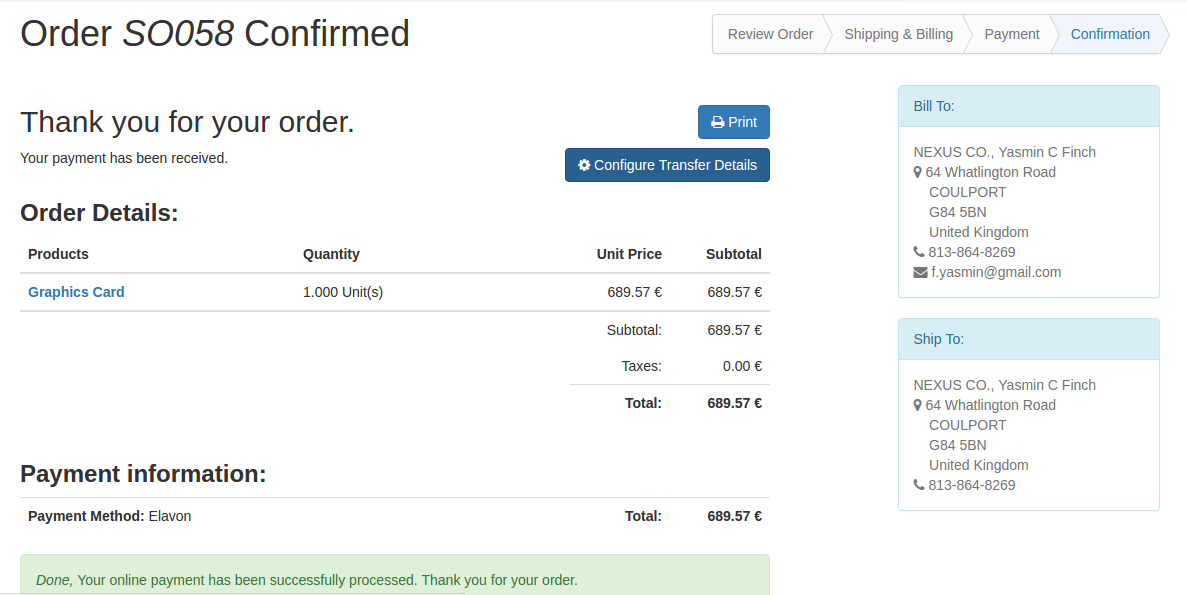 Order SO058 Confirmed
Review Order Shipping & Billing Payment Confirmation
Thank you for your order.
Print
Your payment has been received.
Configure Transfer Details
Order Details:
Products Quantity Unit Price Subtotal
Graphics Card 1.000 Unit(s) 689.57 € 689.57 €
Subtotal: 689.57 €
Taxes: 0.00 €
Total: 689.57 €
Payment information:
Payment Method: Elavon Total: 689.57 €
Done, Your online payment has been successfully processed. Thank you for your order.
Bill To:
NEXUS CO., Yasmin C Finch
64 Whatlington Road
COULPORT
G84 5BN
United Kingdom
813-864-8269
f.yasmin@gmail.com
Ship To:
NEXUS CO., Yasmin C Finch
64 Whatlington Road
COULPORT
G84 5BN
United Kingdom
813-864-8269